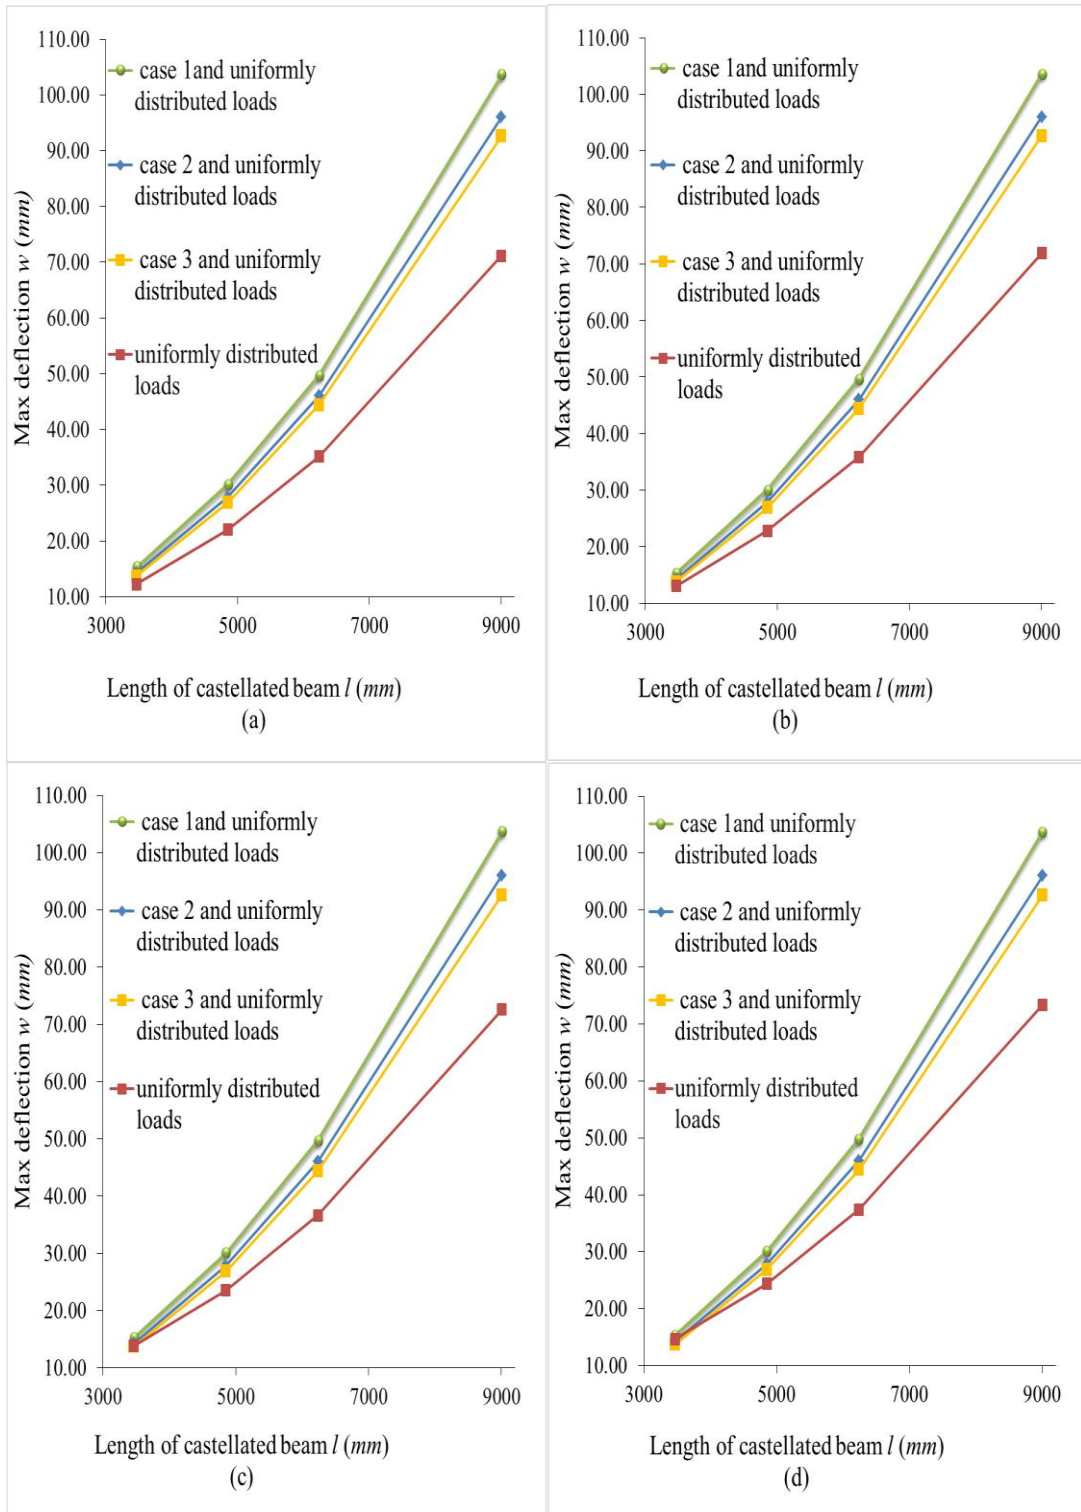 110.00
100.00
90.00
80.00
70.00
60.00
50.00
40.00
30.00
20.00
10.00
3000 5000 7000 9000
Max deflection w (mm)
case 1and uniformly
distributed loads
case 2 and uniformly
distributed loads
case 3 and uniformly
distributed loads
uniformly distributed
loads
Length of castellated beam l (mm)
(a)
110.00
100.00
90.00
80.00
70.00
60.00
50.00
40.00
30.00
20.00
10.00
3000 5000 7000 9000
Max deflection w (mm)
case 1and uniformly
distributed loads
case 2 and uniformly
distributed loads
case 3 and uniformly
distributed loads
uniformly distributed
loads
Length of castellated beam l (mm)
(b)
110.00
100.00
90.00
80.00
70.00
60.00
50.00
40.00
30.00
20.00
10.00
3000 5000 7000 9000
Max deflection w (mm)
case 1and uniformly
distributed loads
case 2 and uniformly
distributed loads
case 3 and uniformly
distributed loads
uniformly distributed
loads
Length of castellated beam l (mm)
(c)
110.00
100.00
90.00
80.00
70.00
60.00
50.00
40.00
30.00
20.00
10.00
3000 5000 7000 9000
Max deflection w (mm)
case 1and uniformly
distributed loads
case 2 and uniformly
distributed loads
case 3 and uniformly
distributed loads
uniformly distributed
loads
Length of castellated beam l (mm)
(d)